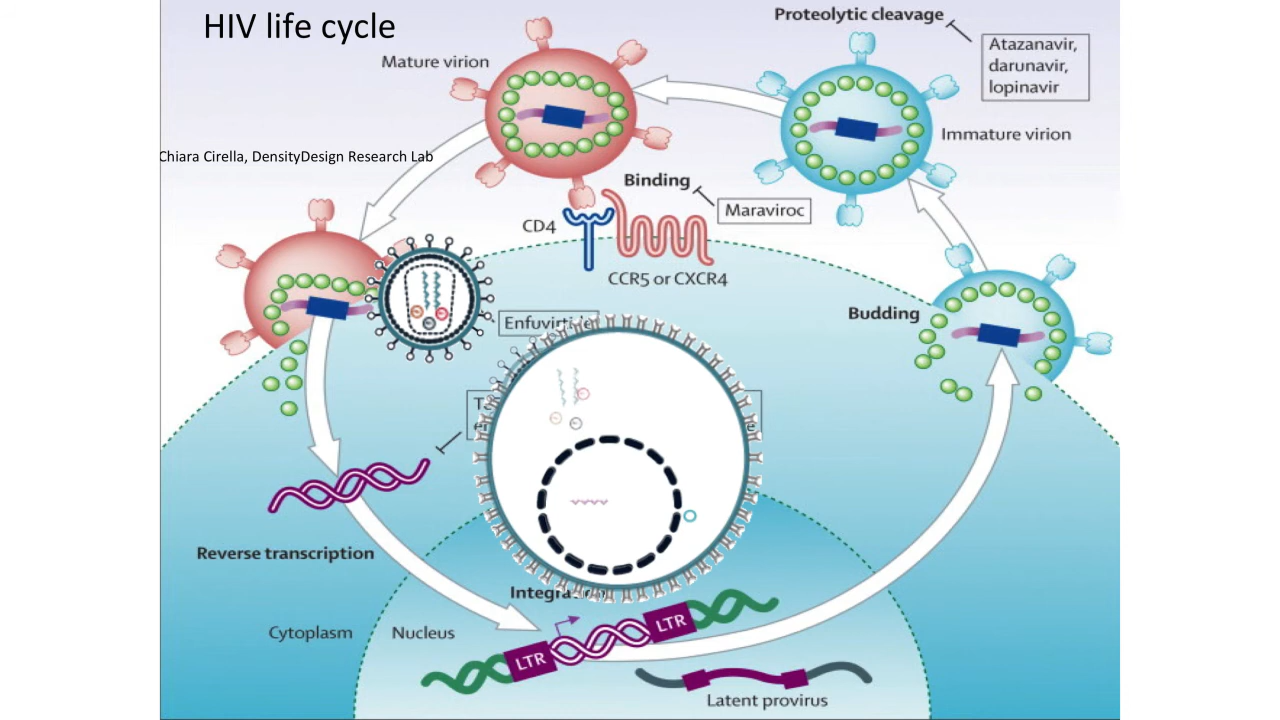 HIV life cycle
Proteolytic cleavage
Atazanavir,
darunavir,
lopinavir
Mature virion
Immature virion
Chiara Cirella, DensityDesign Research Lab
Binding
Maraviroc
CD4
CCR5 or CXCR4
Budding
Reverse transcription
Cytoplasm
Nucleus
LTR
LTR
Latent provirus